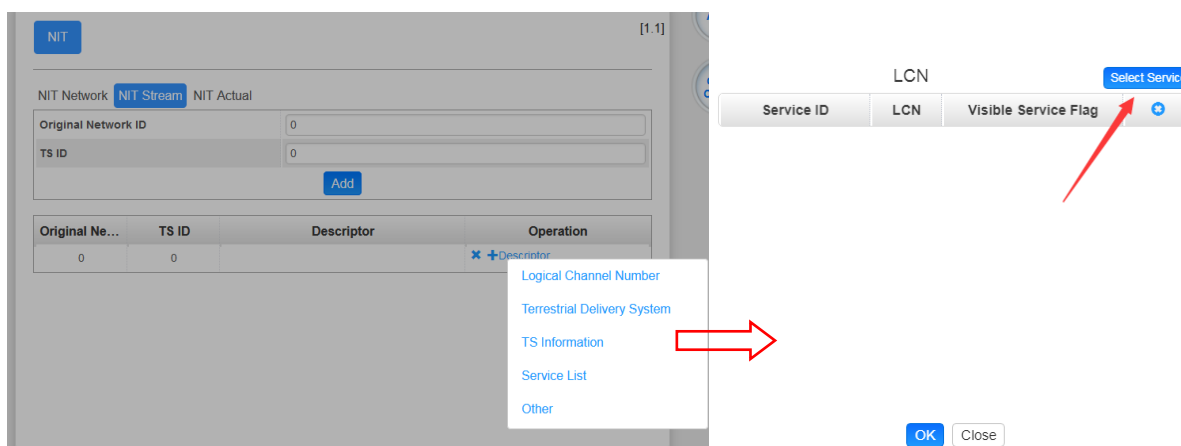 NIT
[1.1]
NIT Network NIT Stream NIT Actual
Original Network ID 0
TS ID 0
Add
Original Ne... TS ID Descriptor Operation
0 0 +Descriptor
Logical Channel Number
Terrestrial Delivery System
TS Information
Service List
Other
LCN
Select Service
Service ID LCN Visible Service Flag
OK Close